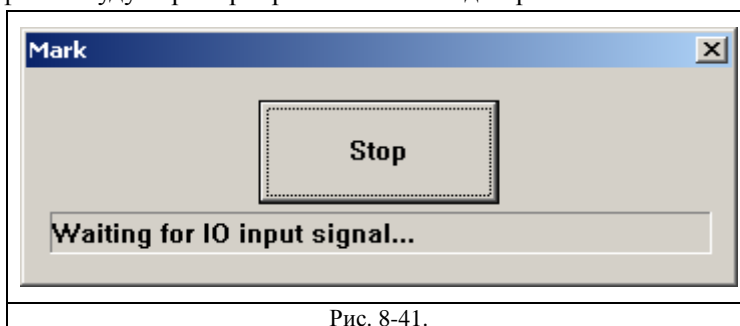 Mark
Stop
Waiting for IO input signal...
Рис. 8-41.